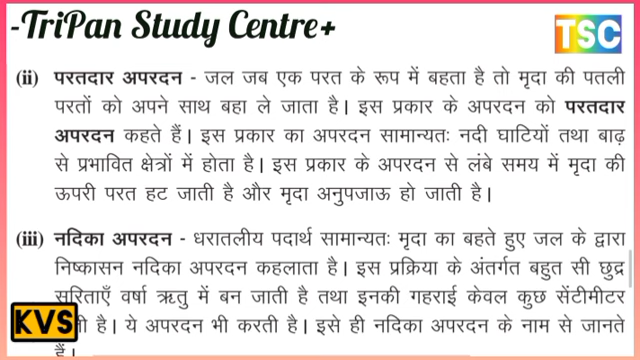 -TriPan Study Centre+
TSC
(ii) परतदार अपरदन - जल जब एक परत के रूप में बहता है तो मृदा की पतली
परतों को अपने साथ बहा ले जाता है। इस प्रकार के अपरदन को परतदार
अपरदन कहते हैं। इस प्रकार का अपरदन सामान्यतः नदी घाटियों तथा बाढ़
से प्रभावित क्षेत्रों में होता है। इस प्रकार के अपरदन से लंबे समय में मृदा की
ऊपरी परत हट जाती है और मृदा अनुपजाऊ हो जाती है।
(iii) नदिका अपरदन - धरातलीय पदार्थ सामान्यतः मृदा का बहते हुए जल के द्वारा
निष्कासन नदिका अपरदन कहलाता है। इस प्रक्रिया के अंतर्गत बहुत सी छुद्र
सरिताएँ वर्षा ऋतु में बन जाती है तथा इनकी गहराई केवल कुछ सेंटीमीटर
है। ये अपरदन भी करती है। इसे ही नदिका अपरदन के नाम से जानते
हैं।
KVS